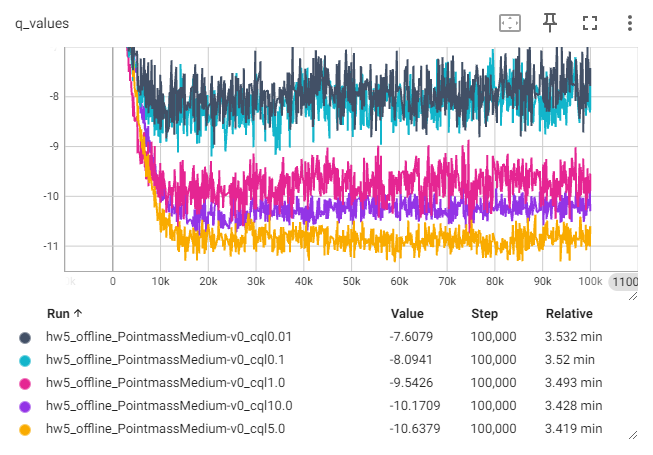 q_values
-8
-9
-10
-11
0 10k 20k 30k 40k 50k 60k 70k 80k 90k 100k 1100
Run ↑ Value Step Relative
hw5_offline_PointmassMedium-v0_cql0.01 -7.6079 100,000 3.532 min
hw5_offline_PointmassMedium-v0_cql0.1 -8.0941 100,000 3.52 min
hw5_offline_PointmassMedium-v0_cql1.0 -9.5426 100,000 3.493 min
hw5_offline_PointmassMedium-v0_cql10.0 -10.1709 100,000 3.428 min
hw5_offline_PointmassMedium-v0_cql5.0 -10.6379 100,000 3.419 min